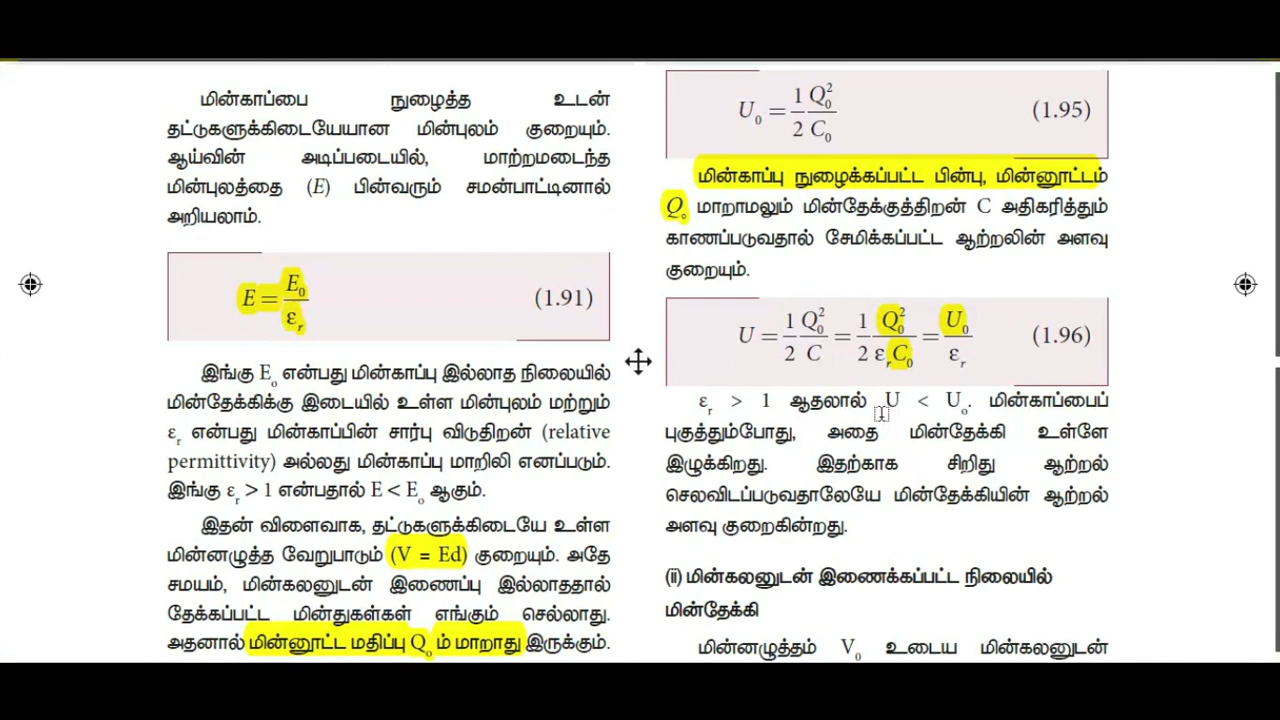 மின்காப்பை நுழைத்த உடன்
தட்டுகளுக்கிடையேயான மின்புலம் குறையும்.
ஆய்வின் அடிப்படையில், மாற்றமடைந்த
மின்புலத்தை (E) பின்வரும் சமன்பாட்டினால்
அறியலாம்.
E = E₀/εᵣ (1.91)
இங்கு Eₒ என்பது மின்காப்பு இல்லாத நிலையில்
மின்தேக்கிக்கு இடையில் உள்ள மின்புலம் மற்றும்
εᵣ என்பது மின்காப்பின் சார்பு விடுதிறன் (relative
permittivity) அல்லது மின்காப்பு மாறிலி எனப்படும்.
இங்கு εᵣ > 1 என்பதால் E < Eₒ ஆகும்.
இதன் விளைவாக, தட்டுகளுக்கிடையே உள்ள
மின்னழுத்த வேறுபாடும் (V = Ed) குறையும். அதே
சமயம், மின்கலனுடன் இணைப்பு இல்லாததால்
தேக்கப்பட்ட மின்துகள்கள் எங்கும் செல்லாது.
அதனால் மின்னூட்ட மதிப்பு Qₒ ம் மாறாது இருக்கும்.
U₀ = 1/2 Q₀²/C₀ (1.95)
மின்காப்பு நுழைக்கப்பட்ட பின்பு, மின்னூட்டம்
Qₒ மாறாமலும் மின்தேக்குத்திறன் C அதிகரித்தும்
காணப்படுவதால் சேமிக்கப்பட்ட ஆற்றலின் அளவு
குறையும்.
U = 1/2 Q₀²/C = 1/2 Q₀²/εᵣC₀ = U₀/εᵣ (1.96)
εᵣ > 1 ஆதலால் U < Uₒ. மின்காப்பைப்
புகுத்தும்போது, அதை மின்தேக்கி உள்ளே
இழுக்கிறது. இதற்காக சிறிது ஆற்றல்
செலவிடப்படுவதாலேயே மின்தேக்கியின் ஆற்றல்
அளவு குறைகின்றது.
(ii) மின்கலனுடன் இணைக்கப்பட்ட நிலையில்
மின்தேக்கி
மின்னழுத்தம் V₀ உடைய மின்கலனுடன்